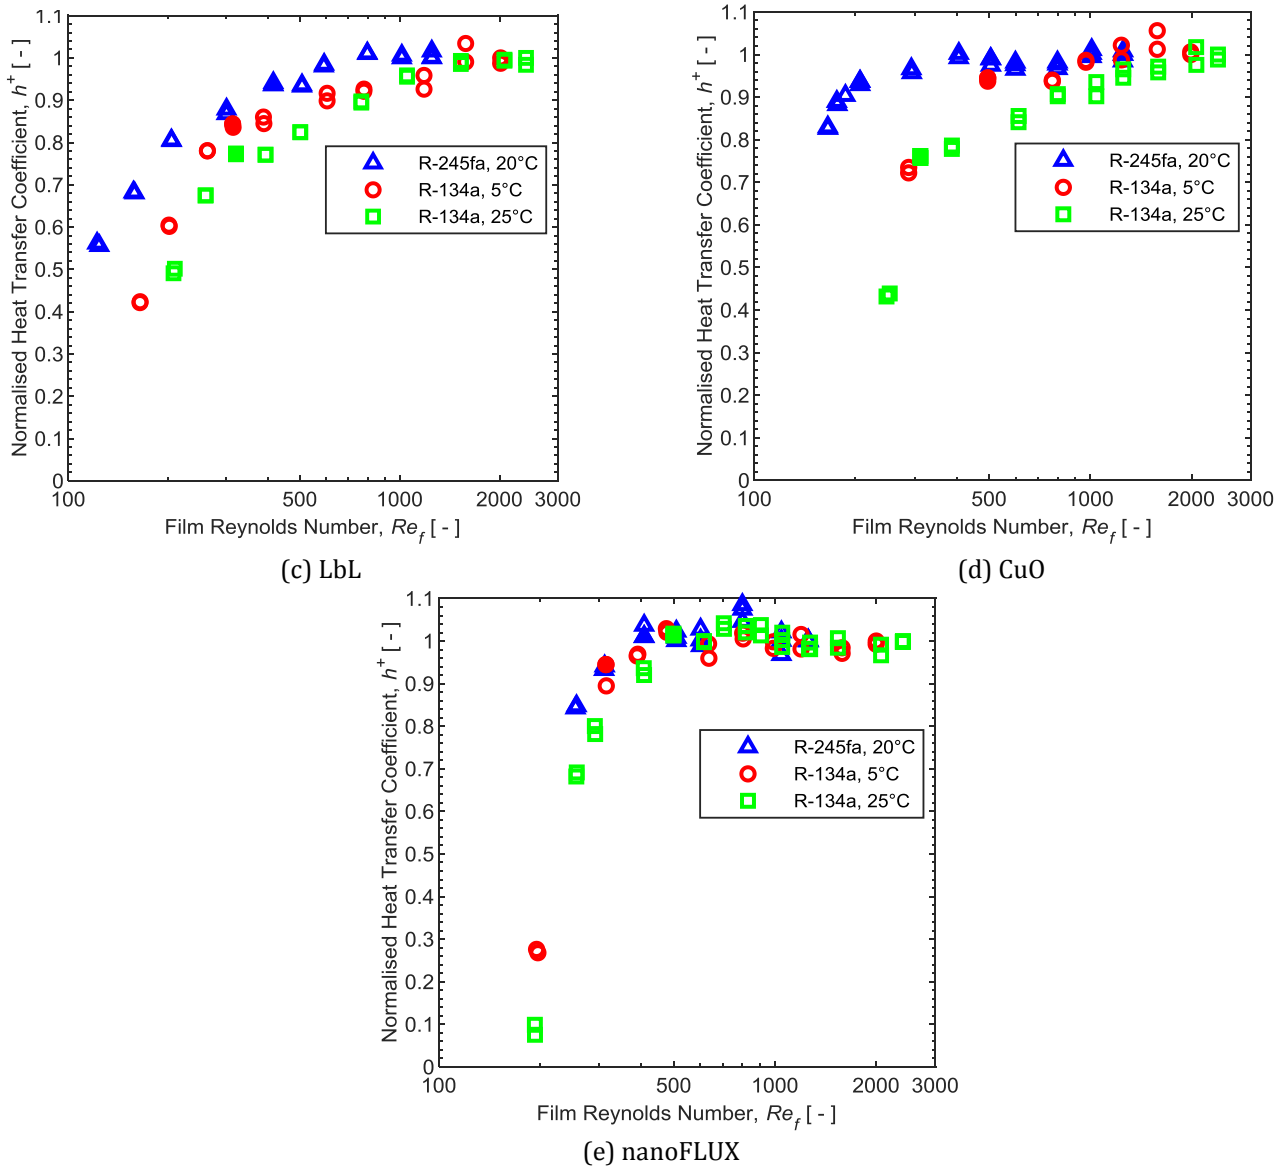 Normalised Heat Transfer Coefficient, h⁺ [ - ]
1.1
1
0.9
0.8
0.7
0.6
0.5
0.4
0.3
0.2
0.1
0
R-245fa, 20°C
R-134a, 5°C
R-134a, 25°C
100 500 1000 2000 3000
Film Reynolds Number, Re_f [ - ]
(c) LbL
Normalised Heat Transfer Coefficient, h⁺ [ - ]
1.1
1
0.9
0.8
0.7
0.6
0.5
0.4
0.3
0.2
0.1
0
R-245fa, 20°C
R-134a, 5°C
R-134a, 25°C
100 500 1000 2000 3000
Film Reynolds Number, Re_f [ - ]
(d) CuO
Normalised Heat Transfer Coefficient, h⁺ [ - ]
1.1
1
0.9
0.8
0.7
0.6
0.5
0.4
0.3
0.2
0.1
0
R-245fa, 20°C
R-134a, 5°C
R-134a, 25°C
100 500 1000 2000 3000
Film Reynolds Number, Re_f [ - ]
(e) nanoFLUX